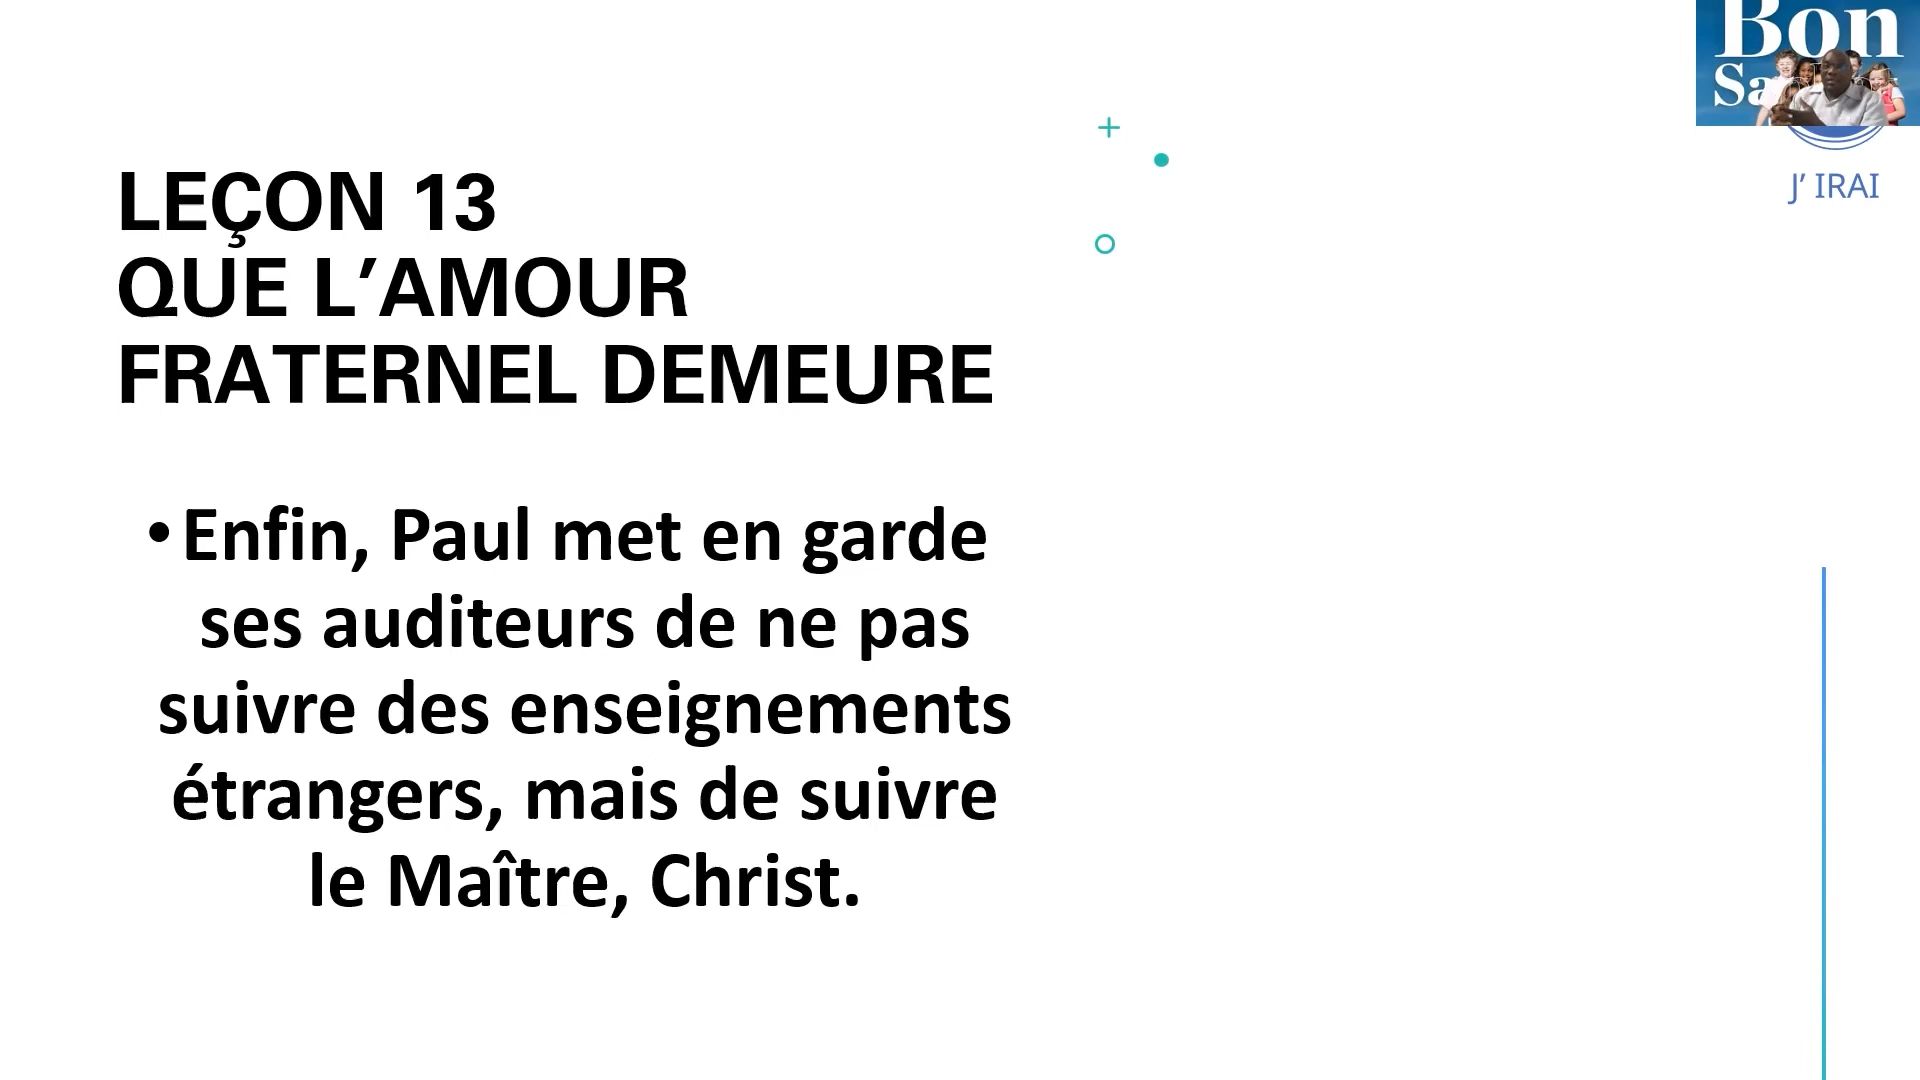 Bon
LEÇON 13
QUE L’AMOUR
FRATERNEL DEMEURE
J’ IRAI
• Enfin, Paul met en garde
ses auditeurs de ne pas
suivre des enseignements
étrangers, mais de suivre
le Maître, Christ.